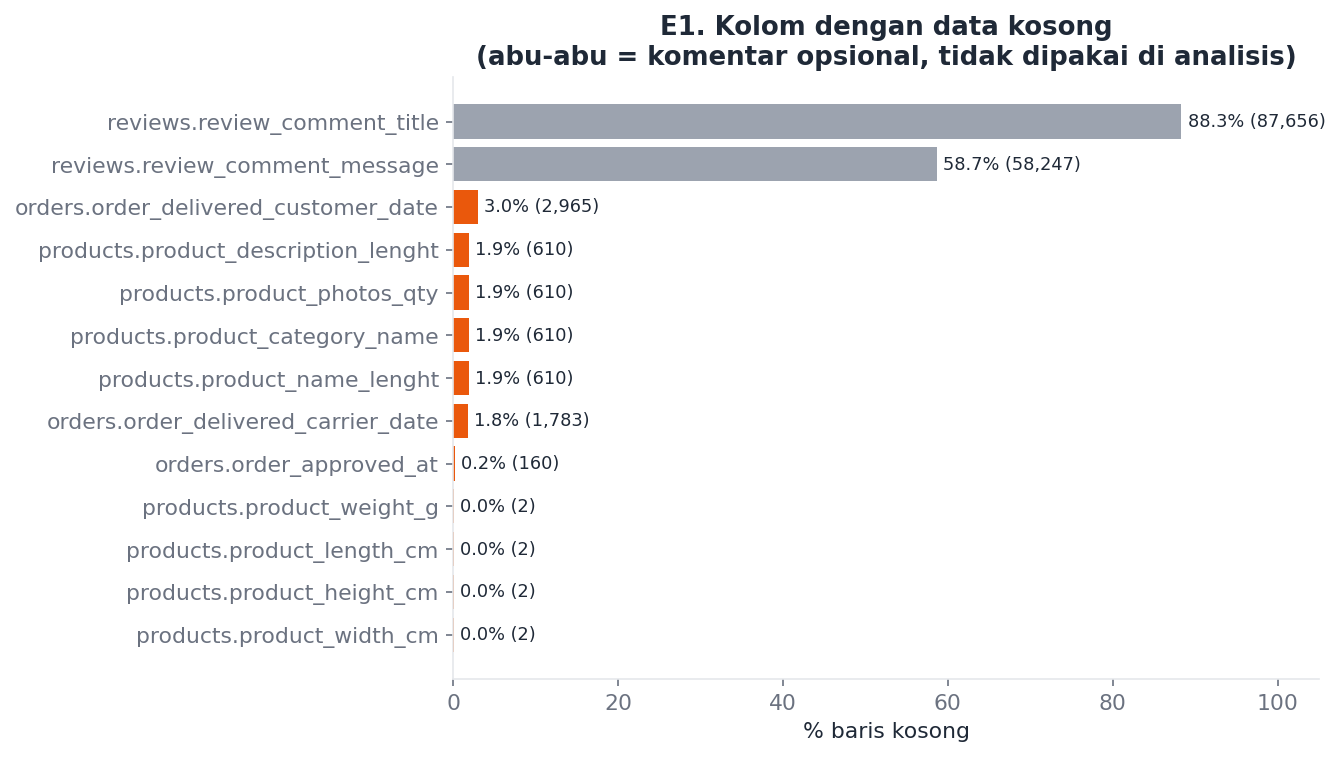 E1. Kolom dengan data kosong
(abu-abu = komentar opsional, tidak dipakai di analisis)
reviews.review_comment_title 88.3% (87,656)
reviews.review_comment_message 58.7% (58,247)
orders.order_delivered_customer_date 3.0% (2,965)
products.product_description_lenght 1.9% (610)
products.product_photos_qty 1.9% (610)
products.product_category_name 1.9% (610)
products.product_name_lenght 1.9% (610)
orders.order_delivered_carrier_date 1.8% (1,783)
orders.order_approved_at 0.2% (160)
products.product_weight_g 0.0% (2)
products.product_length_cm 0.0% (2)
products.product_height_cm 0.0% (2)
products.product_width_cm 0.0% (2)
0 20 40 60 80 100
% baris kosong